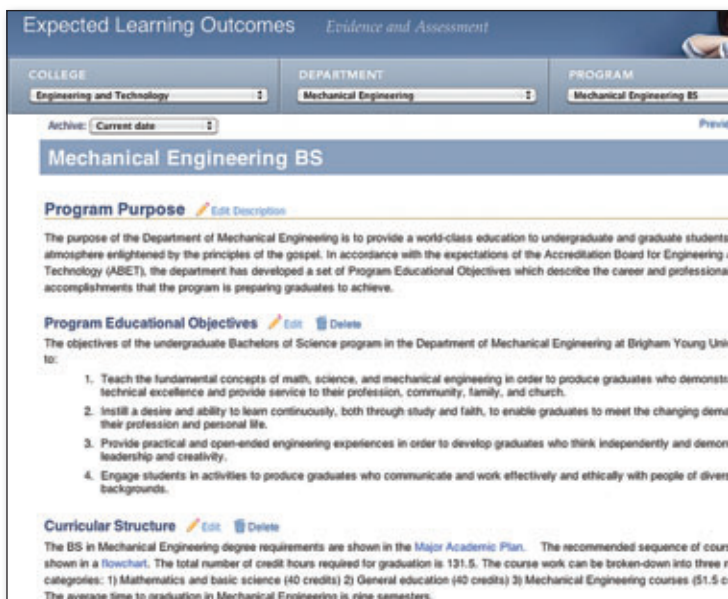 Expected Learning Outcomes Evidence and Assessment
COLLEGE DEPARTMENT PROGRAM
Engineering and Technology Mechanical Engineering Mechanical Engineering BS
Archive: Current date Previe
Mechanical Engineering BS
Program Purpose Edit Description
The purpose of the Department of Mechanical Engineering is to provide a world-class education to undergraduate and graduate students
atmosphere enlightened by the principles of the gospel. In accordance with the expectations of the Accreditation Board for Engineering
Technology (ABET), the department has developed a set of Program Educational Objectives which describe the career and professiona
accomplishments that the program is preparing graduates to achieve.
Program Educational Objectives Edit Delete
The objectives of the undergraduate Bachelors of Science program in the Department of Mechanical Engineering at Brigham Young Univ
to:
1. Teach the fundamental concepts of math, science, and mechanical engineering in order to produce graduates who demonstra
technical excellence and provide service to their profession, community, family, and church.
2. Instill a desire and ability to learn continuously, both through study and faith, to enable graduates to meet the changing dema
their profession and personal life.
3. Provide practical and open-ended engineering experiences in order to develop graduates who think independently and demon
leadership and creativity.
4. Engage students in activities to produce graduates who communicate and work effectively and ethically with people of divers
backgrounds.
Curricular Structure Edit Delete
The BS in Mechanical Engineering degree requirements are shown in the Major Academic Plan. The recommended sequence of cours
shown in a flowchart. The total number of credit hours required for graduation is 131.5. The course work can be broken-down into three m
categories: 1) Mathematics and basic science (40 credits) 2) General education (40 credits) 3) Mechanical Engineering courses (51.5 c
The average time to graduation in Mechanical Engineering is nine semesters.